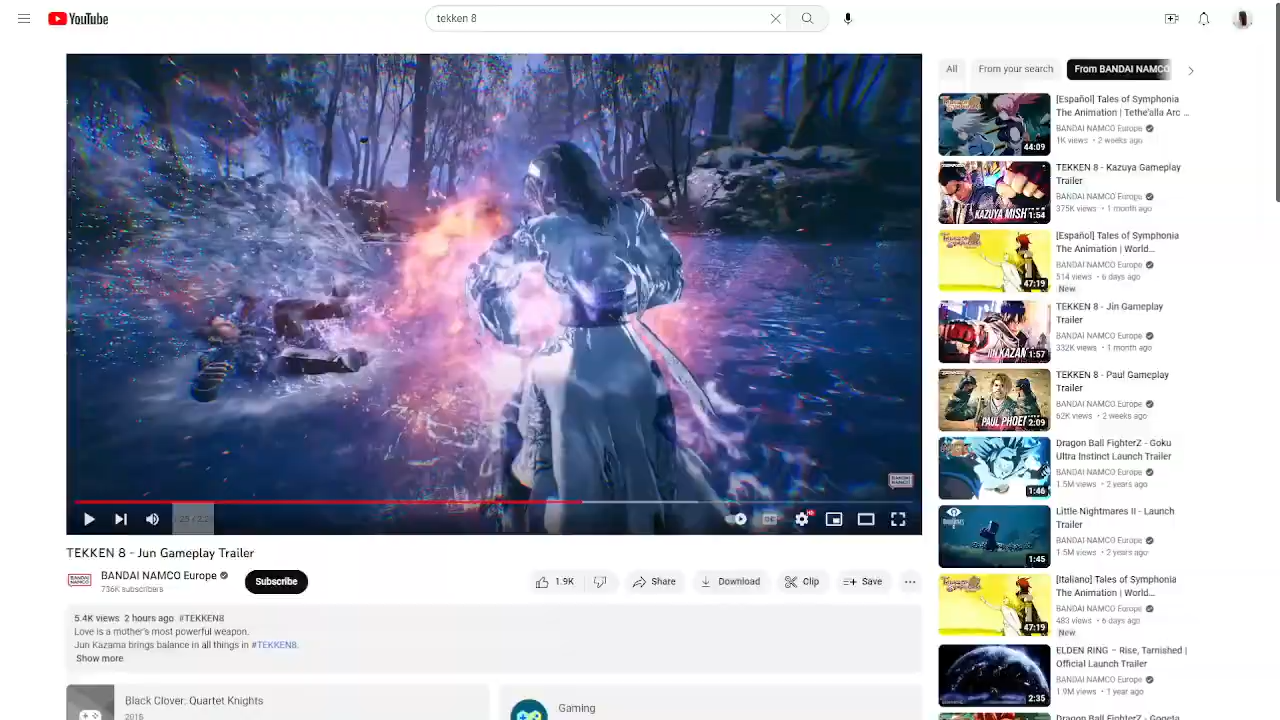 YouTube
tekken 8
All
From your search
From BANDAI NAMCO
[Español] Tales of Symphonia
The Animation | Tethe'alla Arc ...
BANDAI NAMCO Europe
1K views • 2 weeks ago
44:09
TEKKEN 8 - Kazuya Gameplay
Trailer
BANDAI NAMCO Europe
375K views • 1 month ago
KAZUYA MISH
1:54
[Español] Tales of Symphonia
The Animation | World...
BANDAI NAMCO Europe
514 views • 6 days ago
New
47:19
TEKKEN 8 - Jin Gameplay
Trailer
BANDAI NAMCO Europe
332K views • 1 month ago
JIN KAZAM
1:57
TEKKEN 8 - Paul Gameplay
Trailer
BANDAI NAMCO Europe
62K views • 2 weeks ago
PAUL PHOE
2:09
Dragon Ball FighterZ - Goku
Ultra Instinct Launch Trailer
BANDAI NAMCO Europe
1.5M views • 2 years ago
1:46
Little Nightmares II - Launch
Trailer
BANDAI NAMCO Europe
1.5M views • 2 years ago
1:45
[Italiano] Tales of Symphonia
The Animation | World...
BANDAI NAMCO Europe
483 views • 6 days ago
New
47:19
ELDEN RING – Rise, Tarnished |
Official Launch Trailer
BANDAI NAMCO Europe
1.9M views • 1 year ago
2:35
Dragon Ball FighterZ - Gogeta
BANDAI NAMCO
HD
TEKKEN 8 - Jun Gameplay Trailer
BANDAI NAMCO
BANDAI NAMCO Europe
736K subscribers
Subscribe
1.9K
Share
Download
Clip
Save
5.4K views 2 hours ago #TEKKEN8
Love is a mother's most powerful weapon.
Jun Kazama brings balance in all things in #TEKKEN8.
Show more
Black Clover: Quartet Knights
2018
Gaming